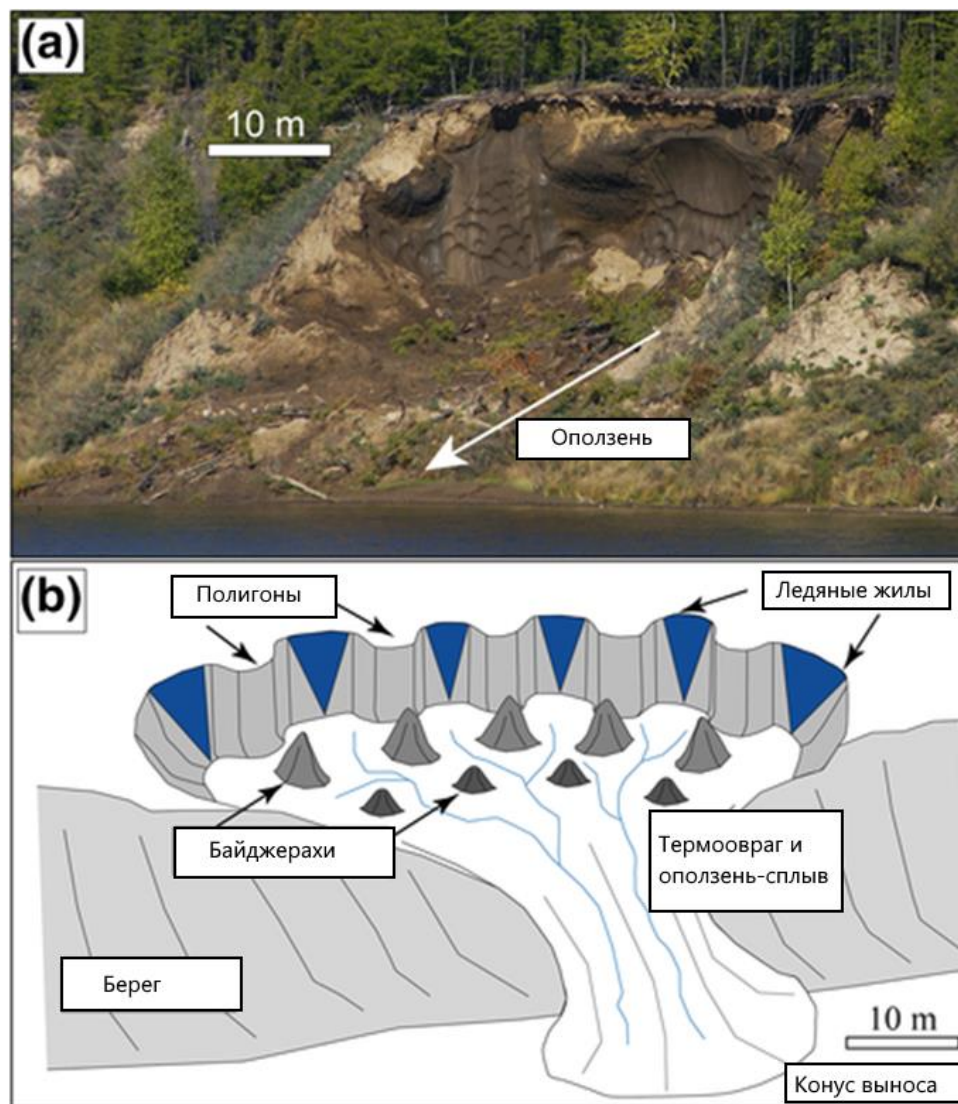 (a)
10 m
Оползень
(b)
Полигоны
Ледяные жилы
Байджерахи
Термоовраг и
оползень-сплыв
Берег
10 m
Конус выноса